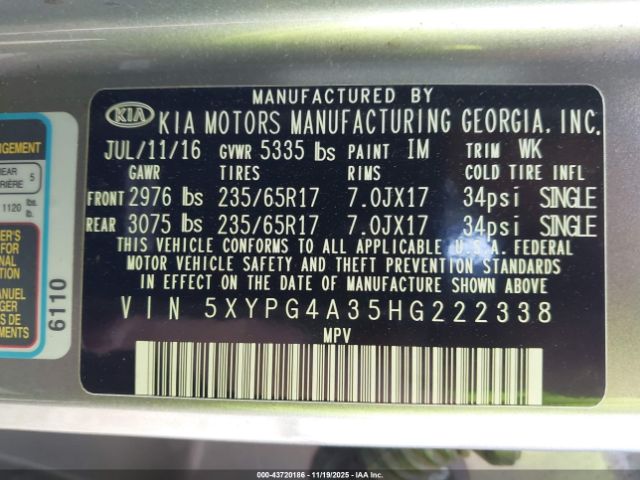 MANUFACTURED BY
KIA KIA MOTORS MANUFACTURING GEORGIA, INC.
JUL/11/16 GVWR 5335 lbs PAINT IM TRIM WK
GAWR TIRES RIMS COLD TIRE INFL
FRONT 2976 lbs 235/65R17 7.0JX17 34psi SINGLE
REAR 3075 lbs 235/65R17 7.0JX17 34psi SINGLE
THIS VEHICLE CONFORMS TO ALL APPLICABLE U.S.A. FEDERAL
MOTOR VEHICLE SAFETY AND THEFT PREVENTION STANDARDS
IN EFFECT ON THE DATE OF MANUFACTURE SHOWN ABOVE
VIN 5XYPG4A35HG222338
MPV
REAR 5
1120 lb.
6110
000-43720186 - 11/19/2025 - IAA Inc.